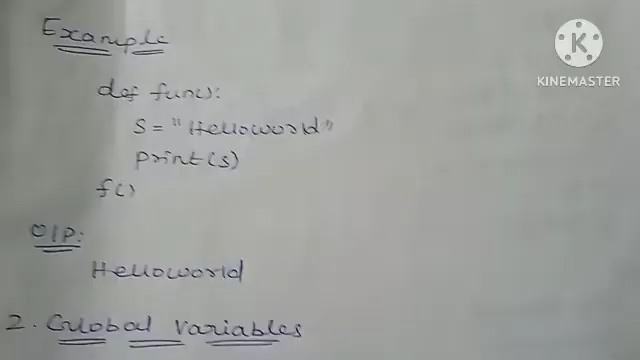 Example
K
KINEMASTER
def func():
S = "Helloworld"
print(s)
f()
O/P:
Helloworld
2. Global variables